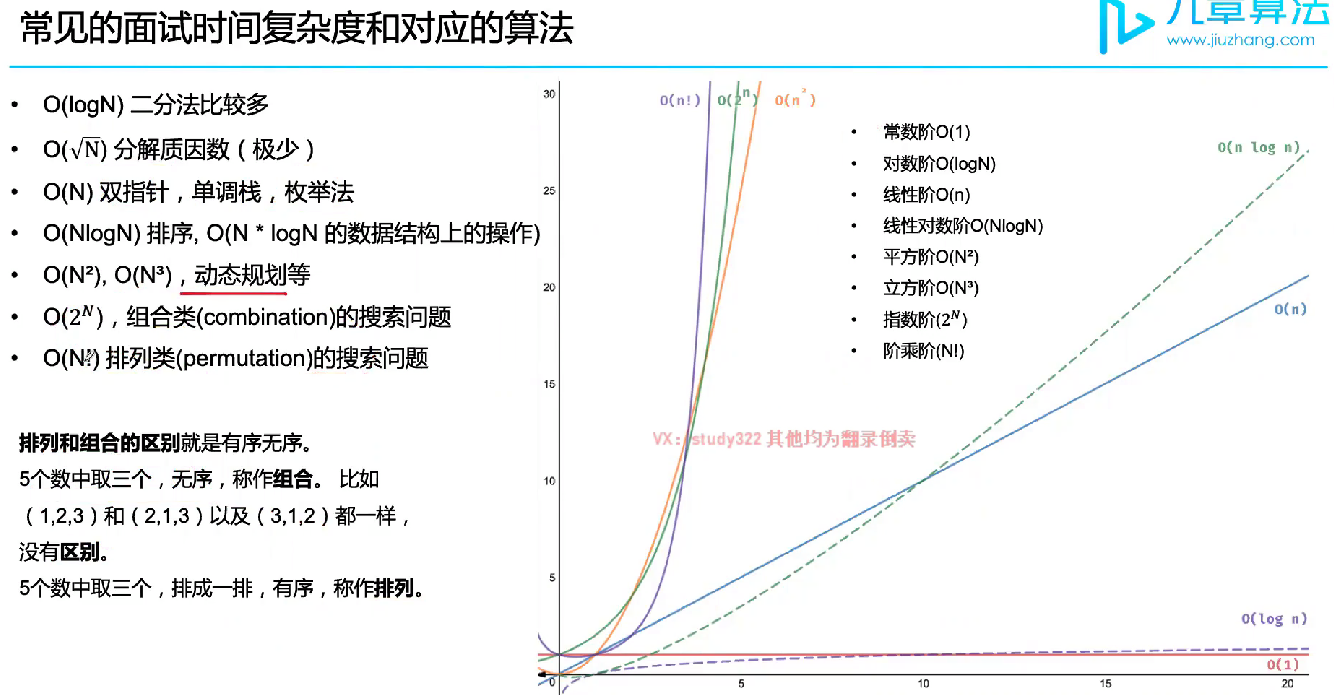 常见的面试时间复杂度和对应的算法
九章算法
www.jiuzhang.com
• O(logN) 二分法比较多
• O(√N) 分解质因数（极少）
• O(N) 双指针，单调栈，枚举法
• O(NlogN) 排序, O(N * logN 的数据结构上的操作)
• O(N²), O(N³)，动态规划等
• O(2ᴺ)，组合类(combination)的搜索问题
• O(N!) 排列类(permutation)的搜索问题
排列和组合的区别就是有序无序。
5个数中取三个，无序，称作组合。 比如
（1,2,3）和（2,1,3）以及（3,1,2）都一样，
没有区别。
5个数中取三个，排成一排，有序，称作排列。
30
25
20
15
10
5
0
5
10
15
20
O(n!)
O(2ⁿ)
O(n²)
O(n log n)
O(n)
O(log n)
O(1)
• 常数阶O(1)
• 对数阶O(logN)
• 线性阶O(n)
• 线性对数阶O(NlogN)
• 平方阶O(N²)
• 立方阶O(N³)
• 指数阶(2ᴺ)
• 阶乘阶(N!)
VX: study322 其他均为翻录倒卖